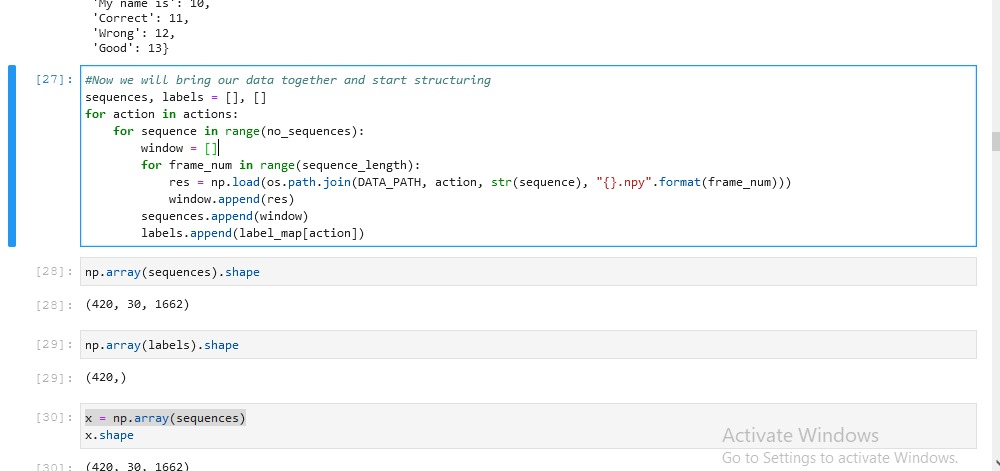 'My name is': 10,
'Correct': 11,
'Wrong': 12,
'Good': 13}
[27]: #Now we will bring our data together and start structuring
sequences, labels = [], []
for action in actions:
    for sequence in range(no_sequences):
        window = []
        for frame_num in range(sequence_length):
            res = np.load(os.path.join(DATA_PATH, action, str(sequence), "{}.npy".format(frame_num)))
            window.append(res)
        sequences.append(window)
        labels.append(label_map[action])
[28]: np.array(sequences).shape
[28]: (420, 30, 1662)
[29]: np.array(labels).shape
[29]: (420,)
[30]: x = np.array(sequences)
x.shape
[30]: (420, 30, 1662)
Activate Windows
Go to Settings to activate Windows.